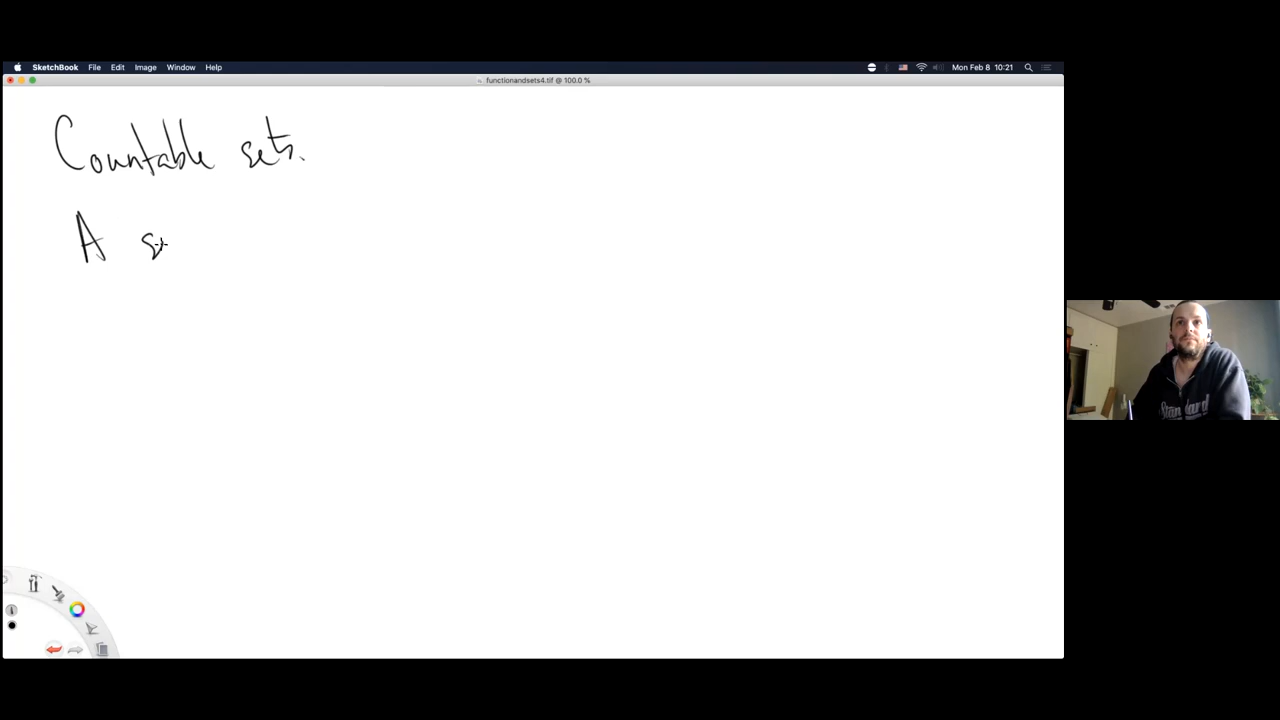 SketchBook File Edit Image Window Help Mon Feb 8 10:21
functionandsets4.tif @ 100.0 %
Countable sets.
A s